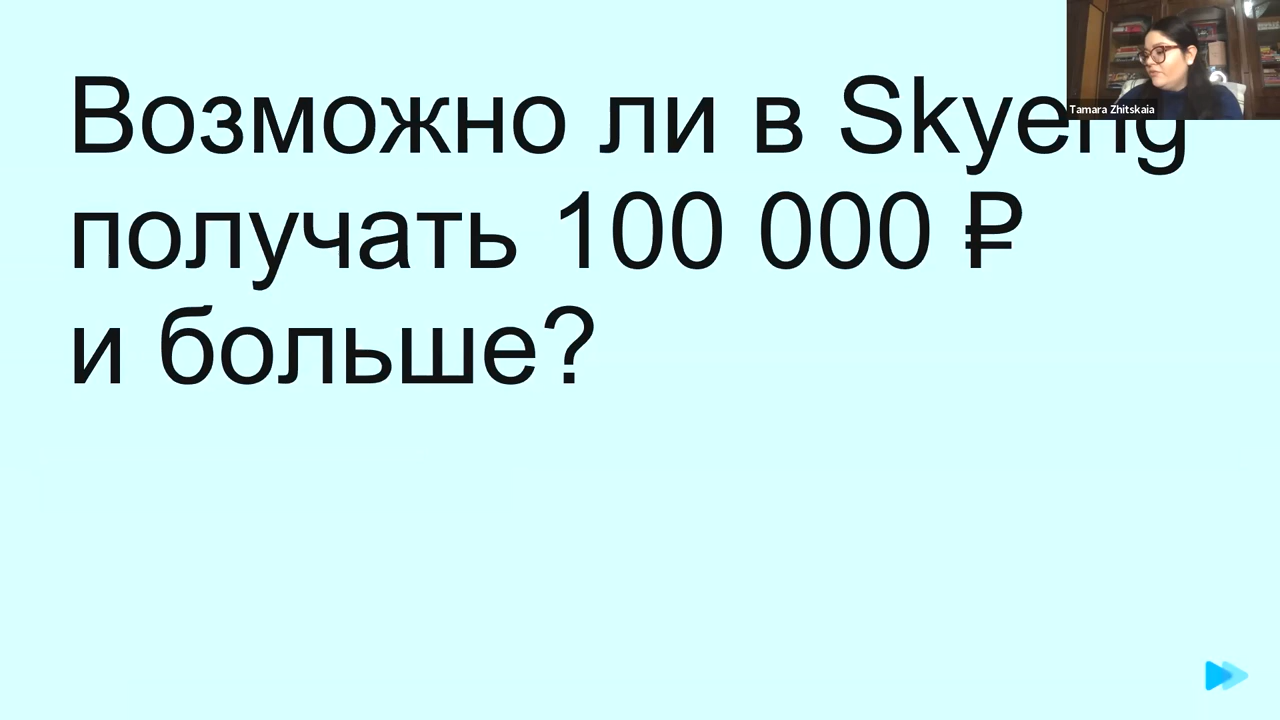 Возможно ли в Skyeng
получать 100 000 ₽
и больше?
Tamara Zhitskaia